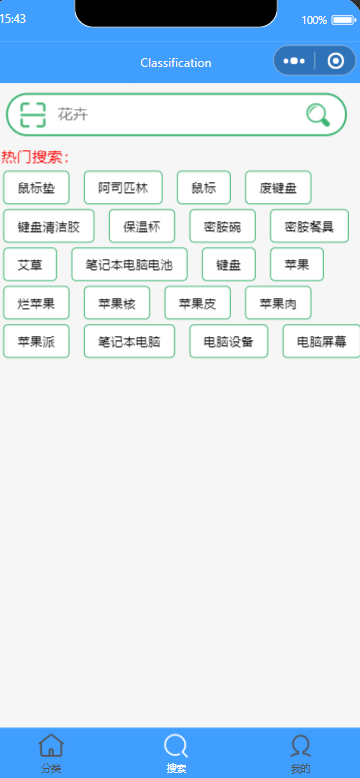 15:43 100%
Classification
花卉
热门搜索：
鼠标垫 阿司匹林 鼠标 废键盘
键盘清洁胶 保温杯 密胺碗 密胺餐具
艾草 笔记本电脑电池 键盘 苹果
烂苹果 苹果核 苹果皮 苹果肉
苹果派 笔记本电脑 电脑设备 电脑屏幕
分类 搜索 我的